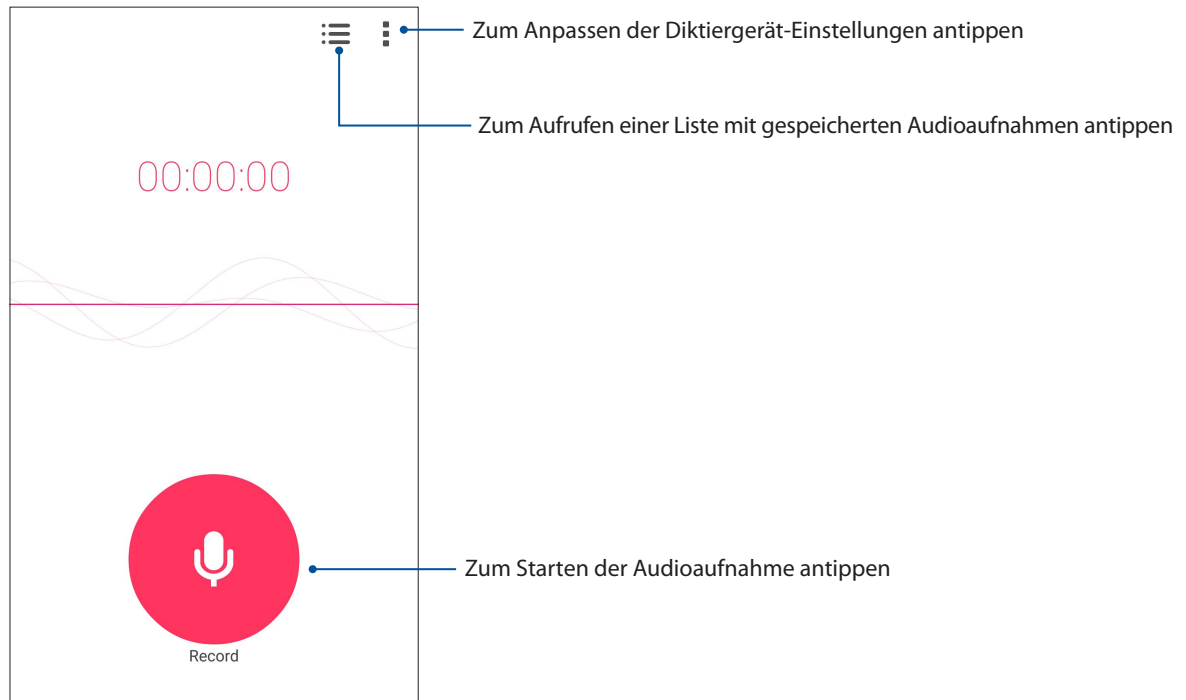 Zum Anpassen der Diktiergerät-Einstellungen antippen
Zum Aufrufen einer Liste mit gespeicherten Audioaufnahmen antippen
00:00:00
Zum Starten der Audioaufnahme antippen
Record